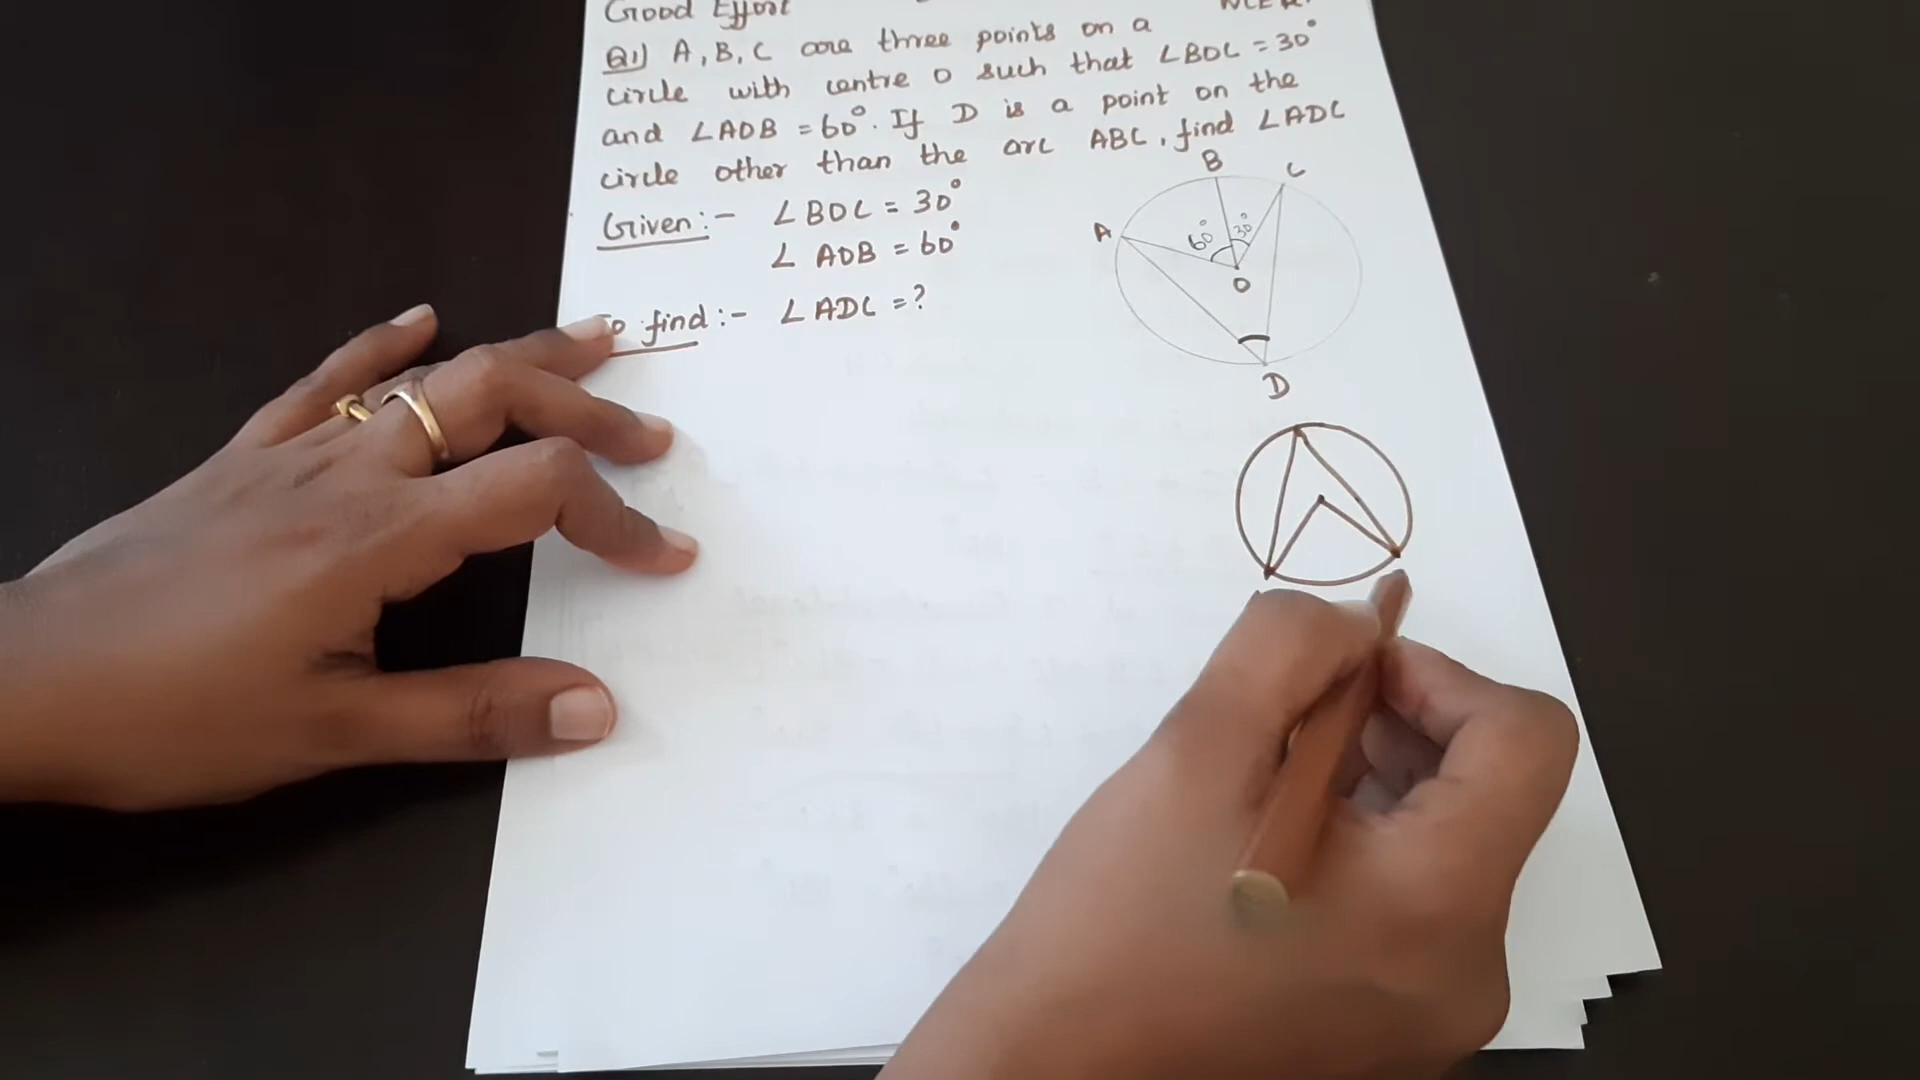 Good Effort
Q1) A, B, C are three points on a
circle with centre O such that ∠BOC = 30°
and ∠AOB = 60°. If D is a point on the
circle other than the arc ABC, find ∠ADC
Given:- ∠BOC = 30°
∠AOB = 60°
To find:- ∠ADC = ?
B
C
A
60°
30°
O
D